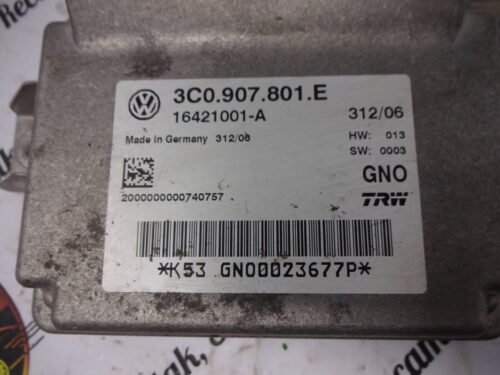 3C0.907.801.E
16421001-A 312/06
Made in Germany 312/06 HW: 013
SW: 0003
GNO
2000000000740757 TRW
*K53 GNO0023677P*